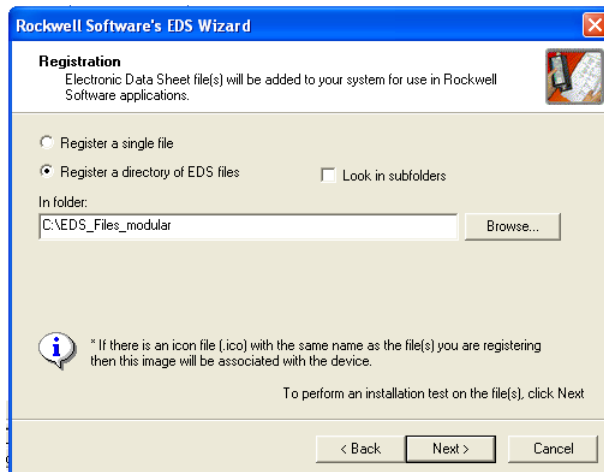 Rockwell Software's EDS Wizard
Registration
Electronic Data Sheet file(s) will be added to your system for use in Rockwell
Software applications.
Register a single file
Register a directory of EDS files
Look in subfolders
In folder:
C:\EDS_Files_modular
Browse...
* If there is an icon file (.ico) with the same name as the file(s) you are registering
then this image will be associated with the device.
To perform an installation test on the file(s), click Next
< Back
Next >
Cancel